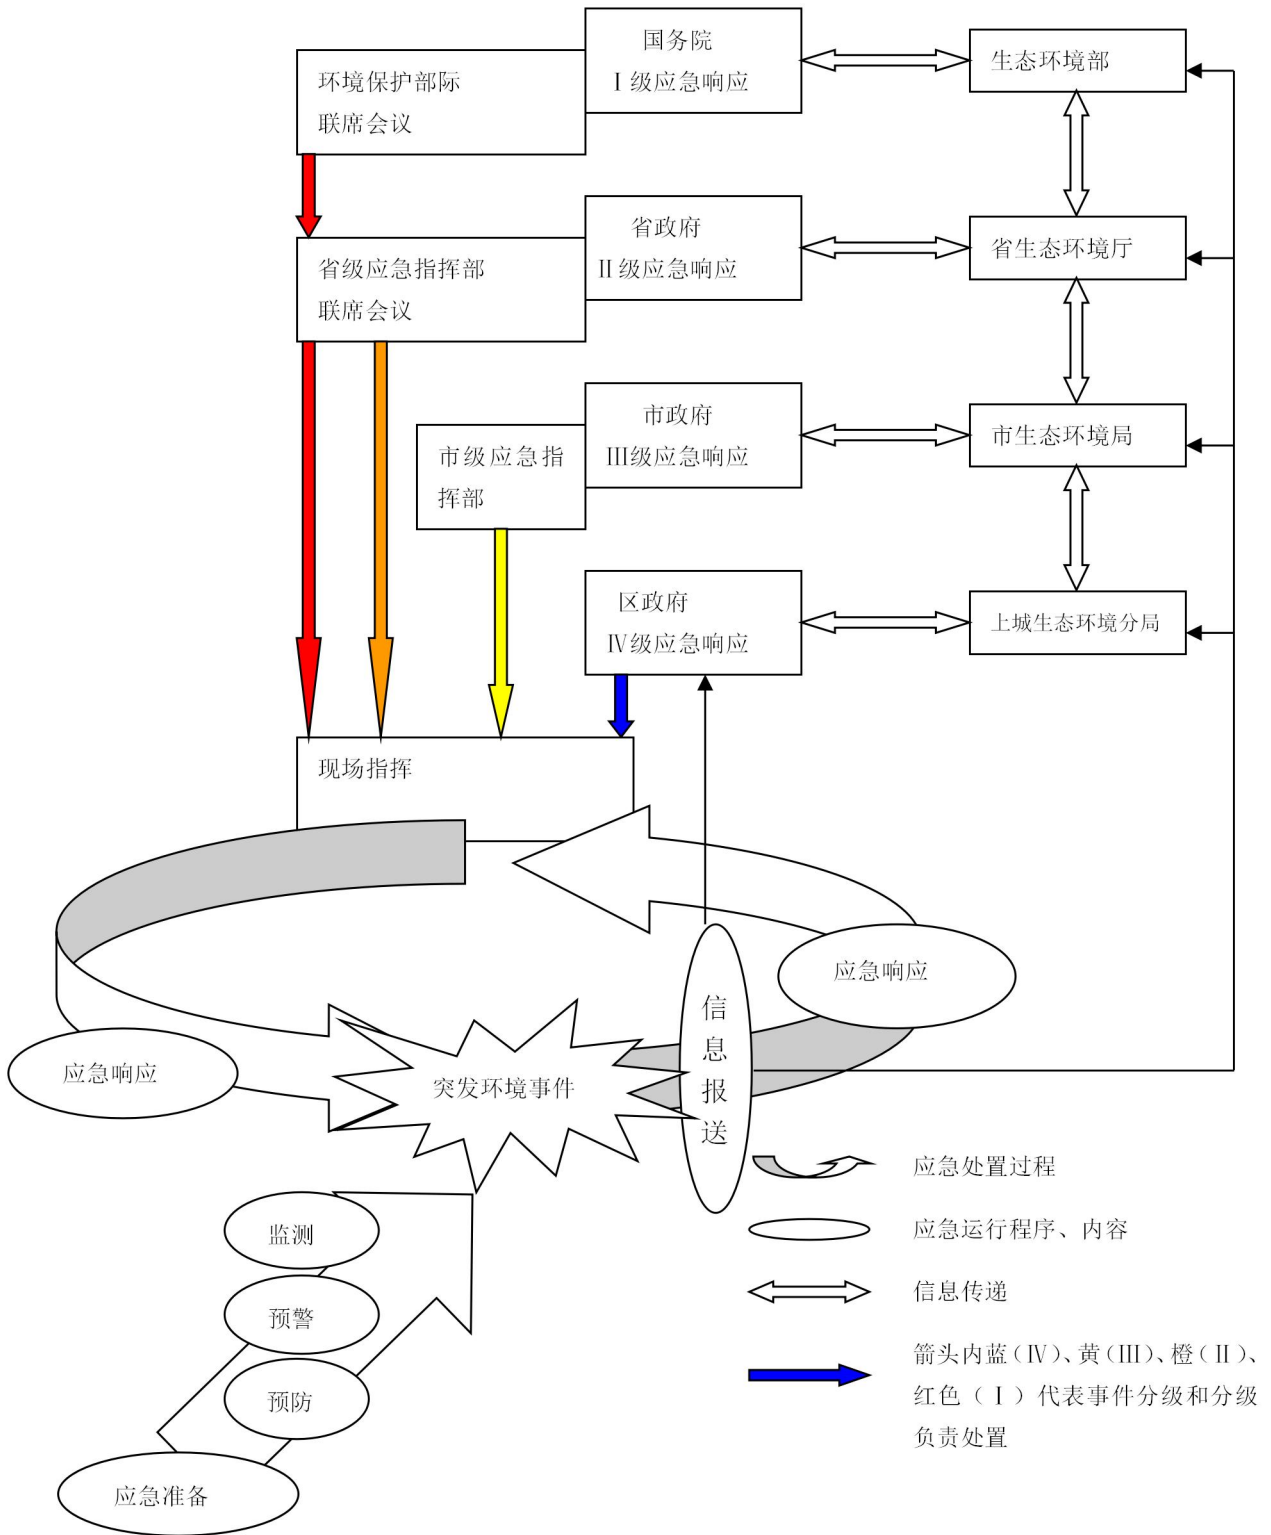 国务院
Ⅰ级应急响应
生态环境部
环境保护部际
联席会议
省政府
Ⅱ级应急响应
省生态环境厅
省级应急指挥部
联席会议
市政府
Ⅲ级应急响应
市生态环境局
市级应急指
挥部
区政府
Ⅳ级应急响应
上城生态环境分局
现场指挥
应急响应
信
息
报
送
应急响应
突发环境事件
监测
预警
预防
应急准备
应急处置过程
应急运行程序、内容
信息传递
箭头内蓝(Ⅳ)、黄(Ⅲ)、橙(Ⅱ)、
红色(Ⅰ)代表事件分级和分级
负责处置